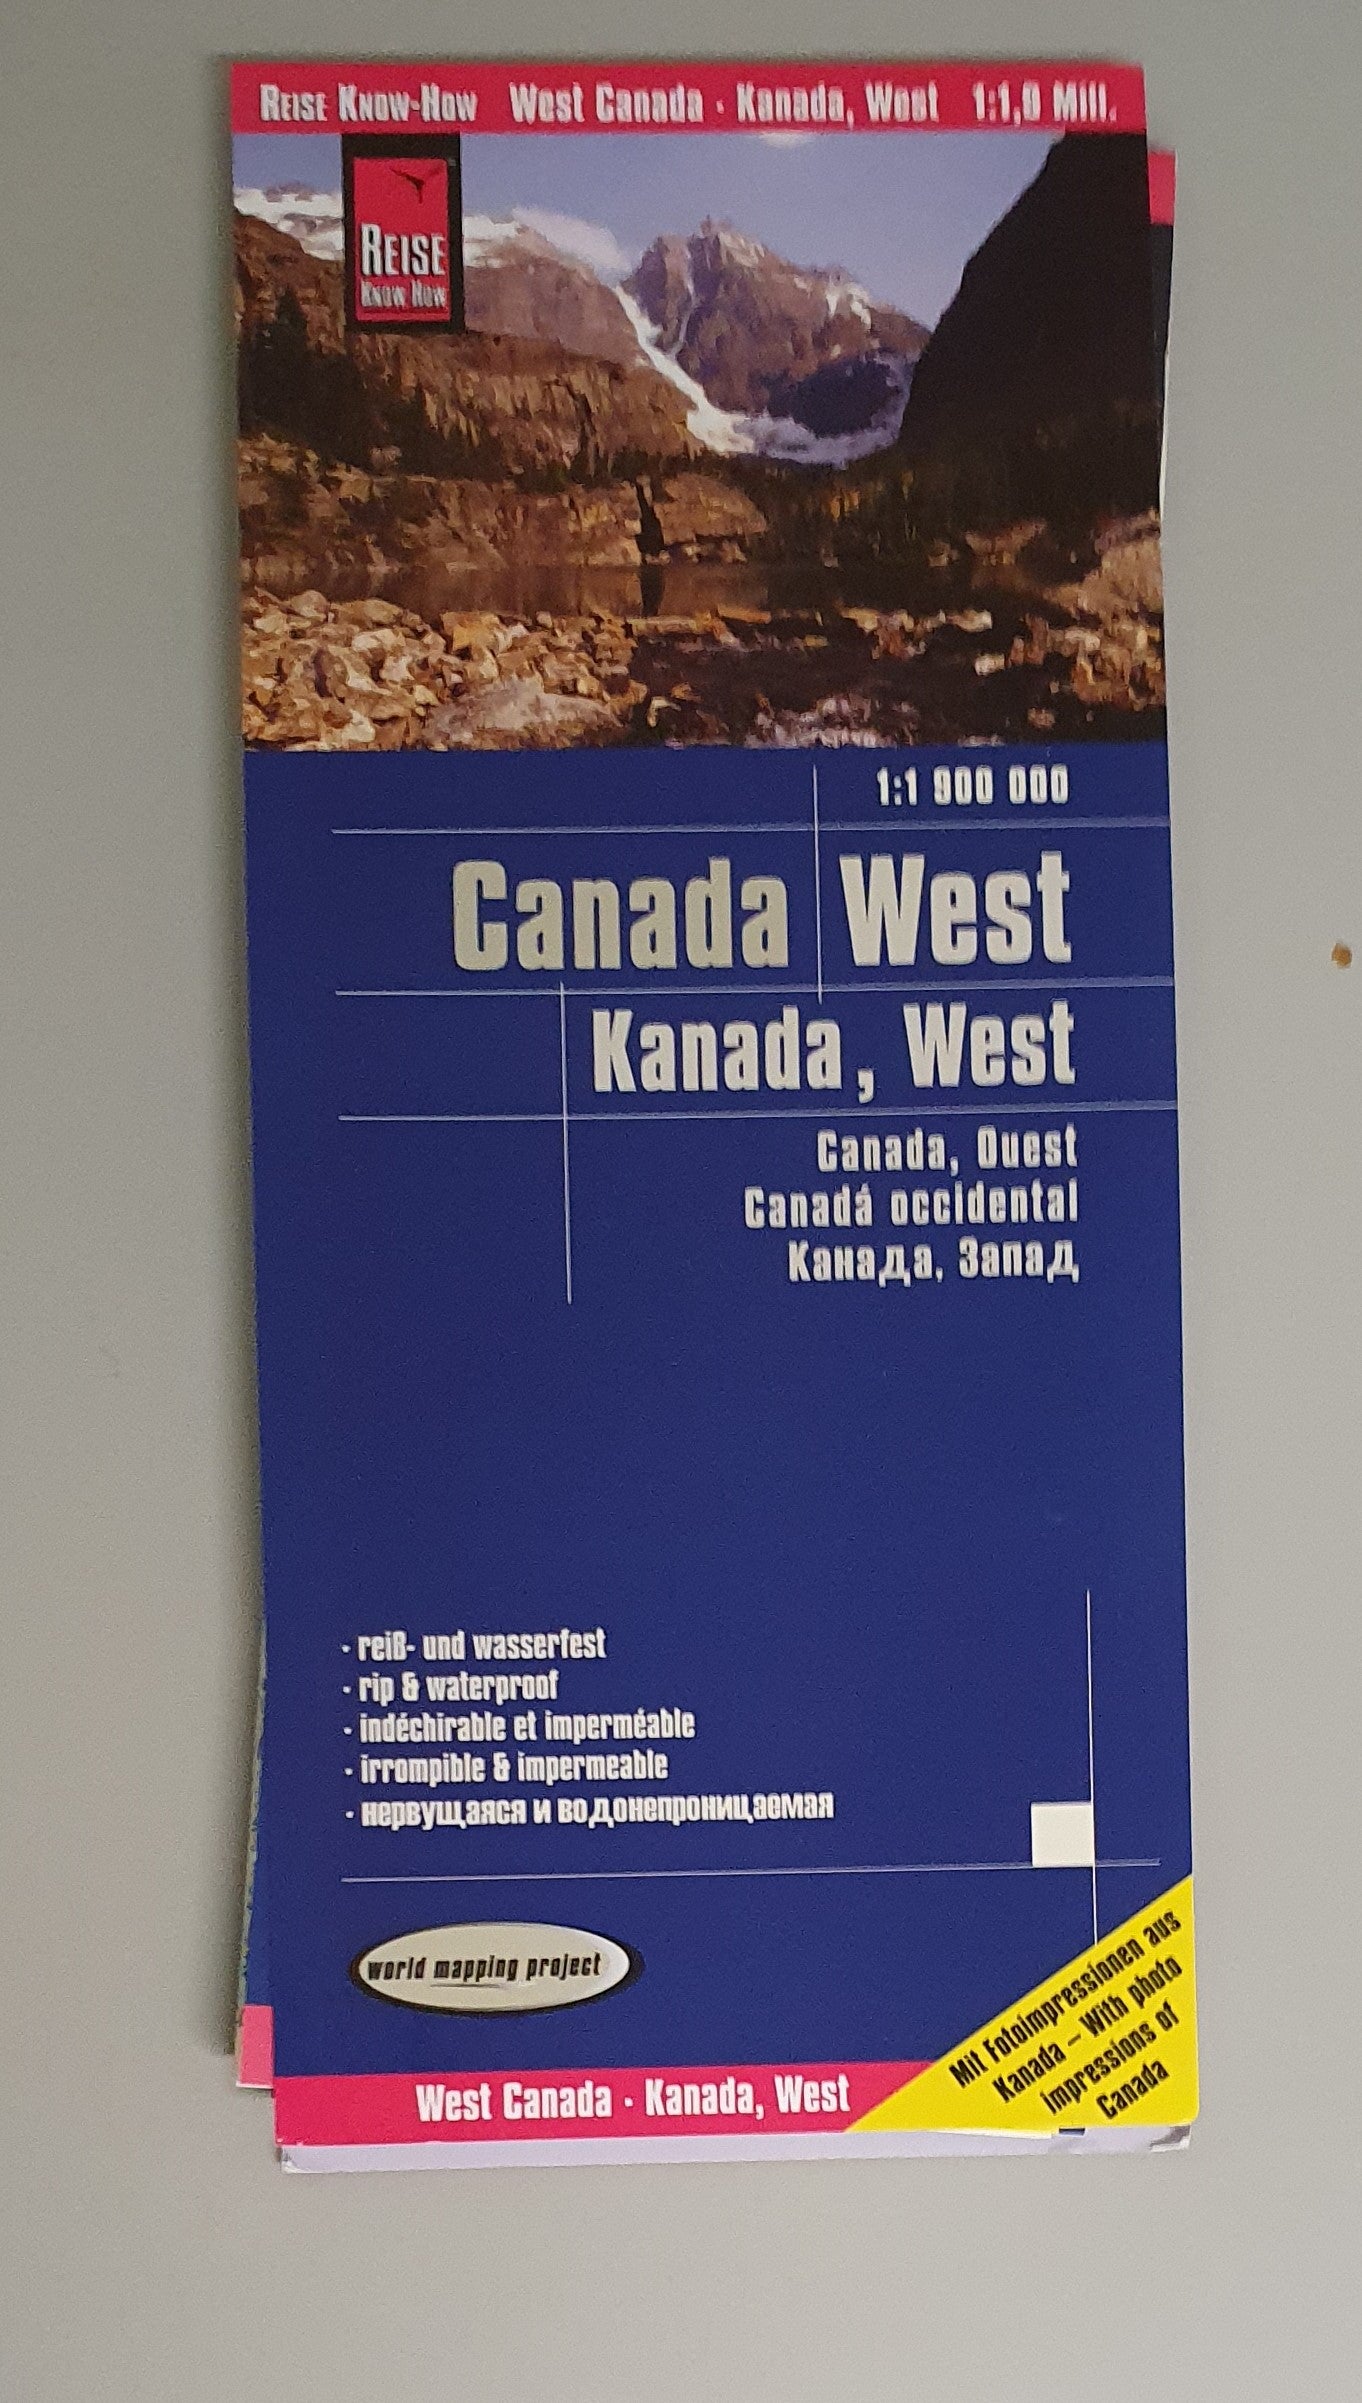 REISE KNOW-HOW West Canada · Kanada, West 1:1,9 Mill.
REISE
KNOW HOW
1:1 900 000
Canada West
Kanada, West
Canada, Ouest
Canadá occidental
Канада, Запад
· reiß- und wasserfest
· rip & waterproof
· indéchirable et imperméable
· irrompible & impermeable
· нервущаяся и водонепроницаемая
world mapping project
Mit Fotoimpressionen aus
Kanada – With photo
impressions of
Canada
West Canada · Kanada, West